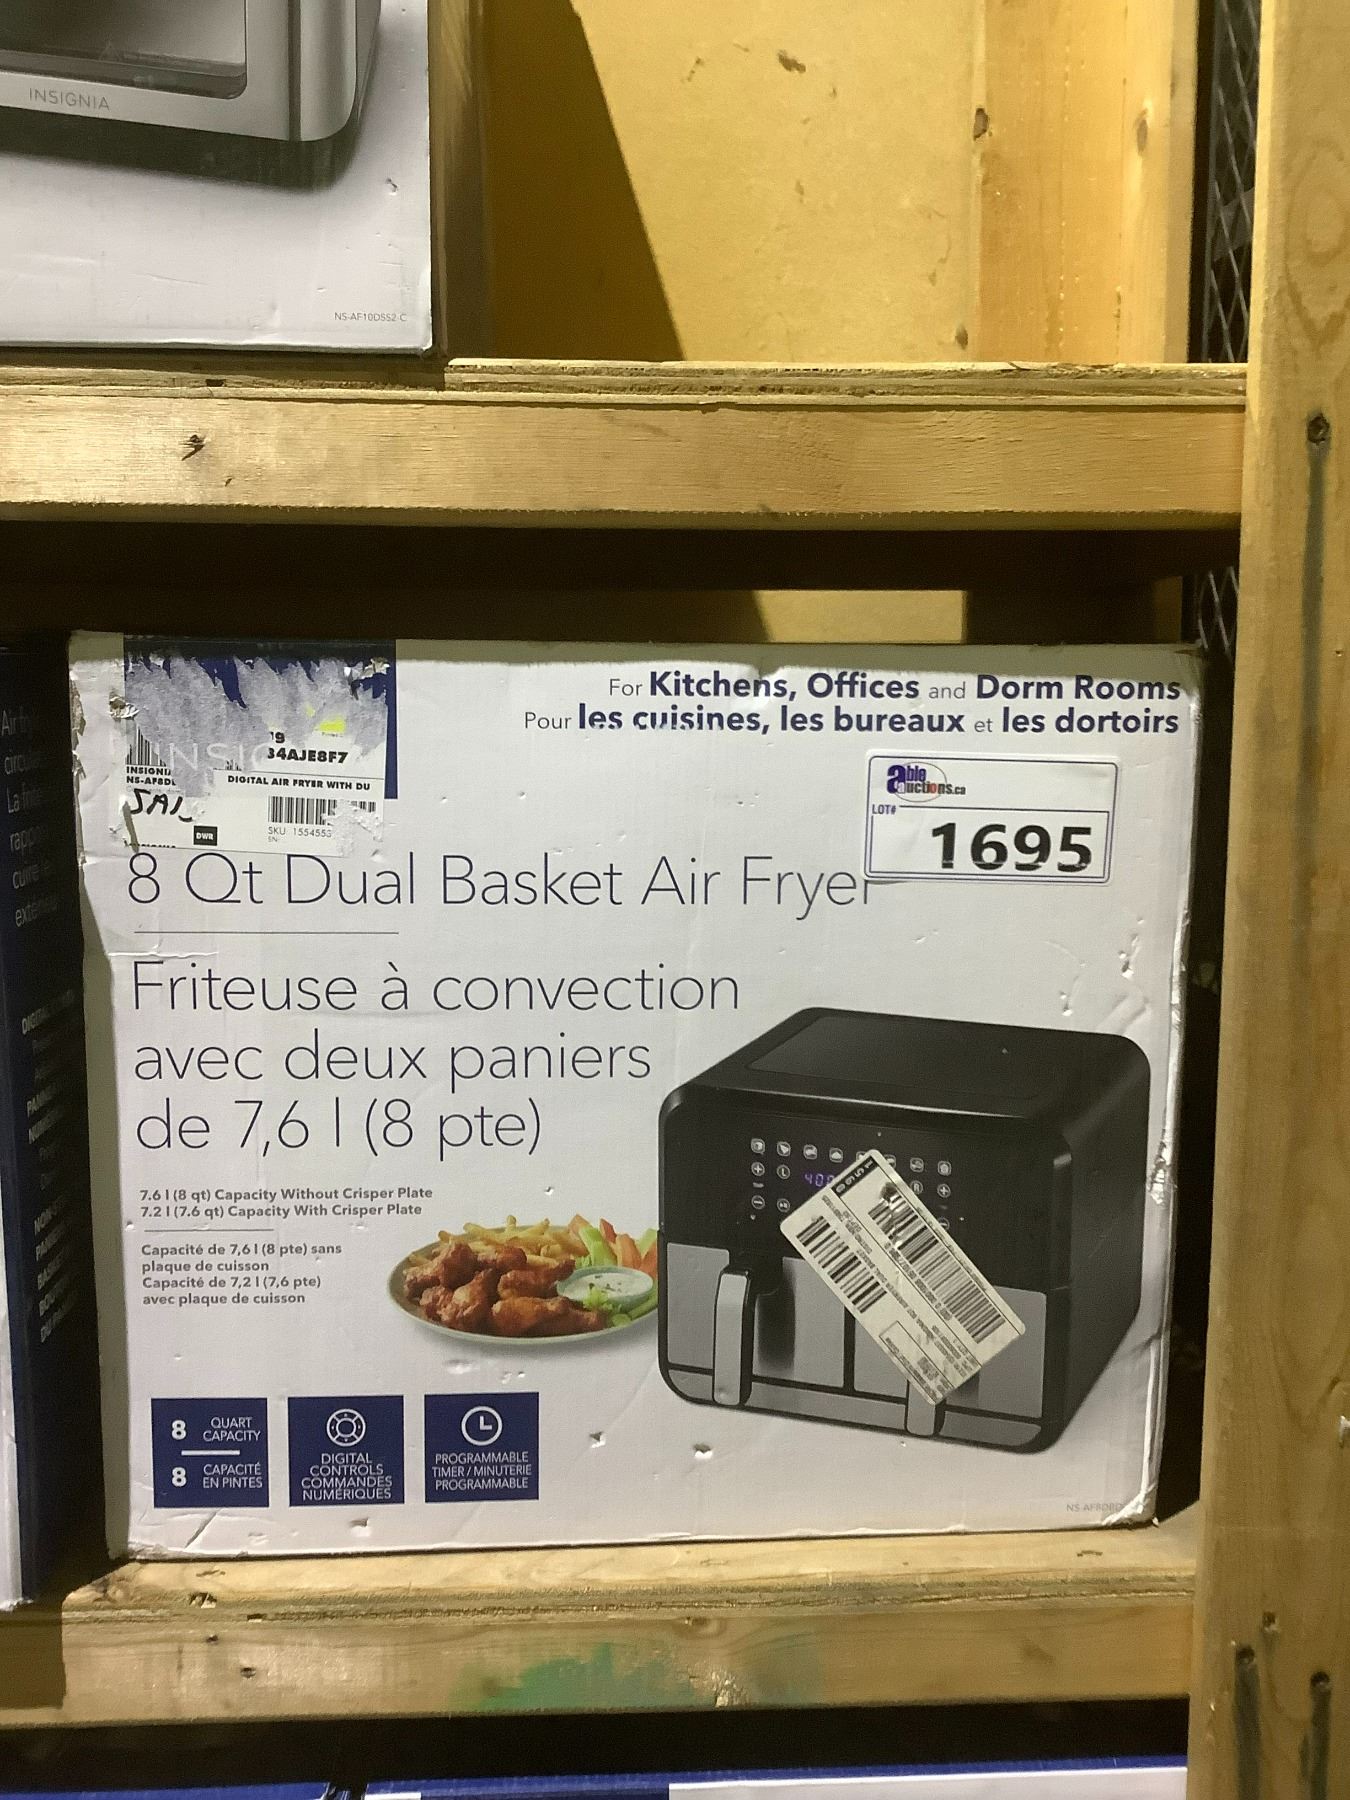 INSIGNIA
NS-AF10DSS2-C
For Kitchens, Offices and Dorm Rooms
Pour les cuisines, les bureaux et les dortoirs
34AJE8F7
DIGITAL AIR FRYER WITH DU
DWR
SKU 1554553
able
auctions.ca
LOT#
1695
8 Qt Dual Basket Air Fryer
Friteuse à convection
avec deux paniers
de 7,6 l (8 pte)
7.6 l (8 qt) Capacity Without Crisper Plate
7.2 l (7.6 qt) Capacity With Crisper Plate
Capacité de 7,6 l (8 pte) sans
plaque de cuisson
Capacité de 7,2 l (7,6 pte)
avec plaque de cuisson
8 QUART CAPACITY
8 CAPACITÉ EN PINTES
DIGITAL
CONTROLS
COMMANDES
NUMÉRIQUES
PROGRAMMABLE
TIMER / MINUTERIE
PROGRAMMABLE